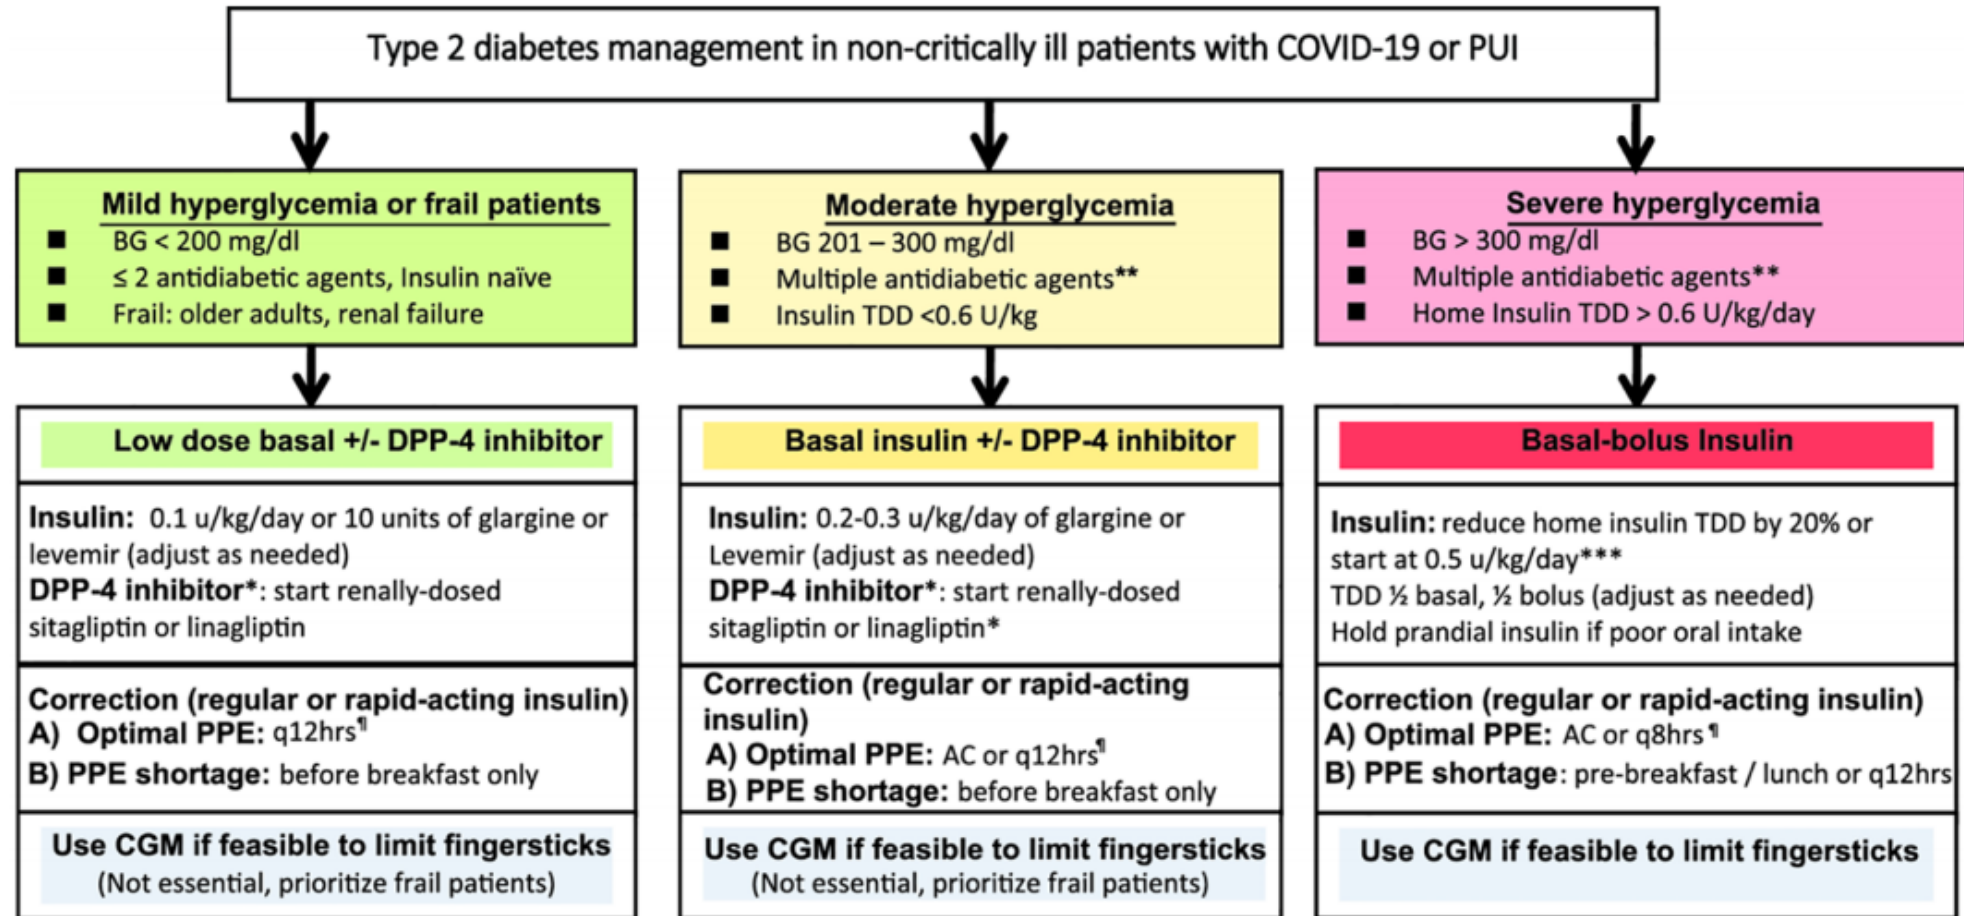 Type 2 diabetes management in non-critically ill patients with COVID-19 or PUI
Mild hyperglycemia or frail patients
■ BG < 200 mg/dl
■ ≤ 2 antidiabetic agents, Insulin naïve
■ Frail: older adults, renal failure
Low dose basal +/- DPP-4 inhibitor
Insulin: 0.1 u/kg/day or 10 units of glargine or
levemir (adjust as needed)
DPP-4 inhibitor*: start renally-dosed
sitagliptin or linagliptin
Correction (regular or rapid-acting insulin)
A) Optimal PPE: q12hrs¶
B) PPE shortage: before breakfast only
Use CGM if feasible to limit fingersticks
(Not essential, prioritize frail patients)
Moderate hyperglycemia
■ BG 201 – 300 mg/dl
■ Multiple antidiabetic agents**
■ Insulin TDD <0.6 U/kg
Basal insulin +/- DPP-4 inhibitor
Insulin: 0.2-0.3 u/kg/day of glargine or
Levemir (adjust as needed)
DPP-4 inhibitor*: start renally-dosed
sitagliptin or linagliptin*
Correction (regular or rapid-acting
insulin)
A) Optimal PPE: AC or q12hrs¶
B) PPE shortage: before breakfast only
Use CGM if feasible to limit fingersticks
(Not essential, prioritize frail patients)
Severe hyperglycemia
■ BG > 300 mg/dl
■ Multiple antidiabetic agents**
■ Home Insulin TDD > 0.6 U/kg/day
Basal-bolus Insulin
Insulin: reduce home insulin TDD by 20% or
start at 0.5 u/kg/day***
TDD ½ basal, ½ bolus (adjust as needed)
Hold prandial insulin if poor oral intake
Correction (regular or rapid-acting insulin)
A) Optimal PPE: AC or q8hrs¶
B) PPE shortage: pre-breakfast / lunch or q12hrs
Use CGM if feasible to limit fingersticks